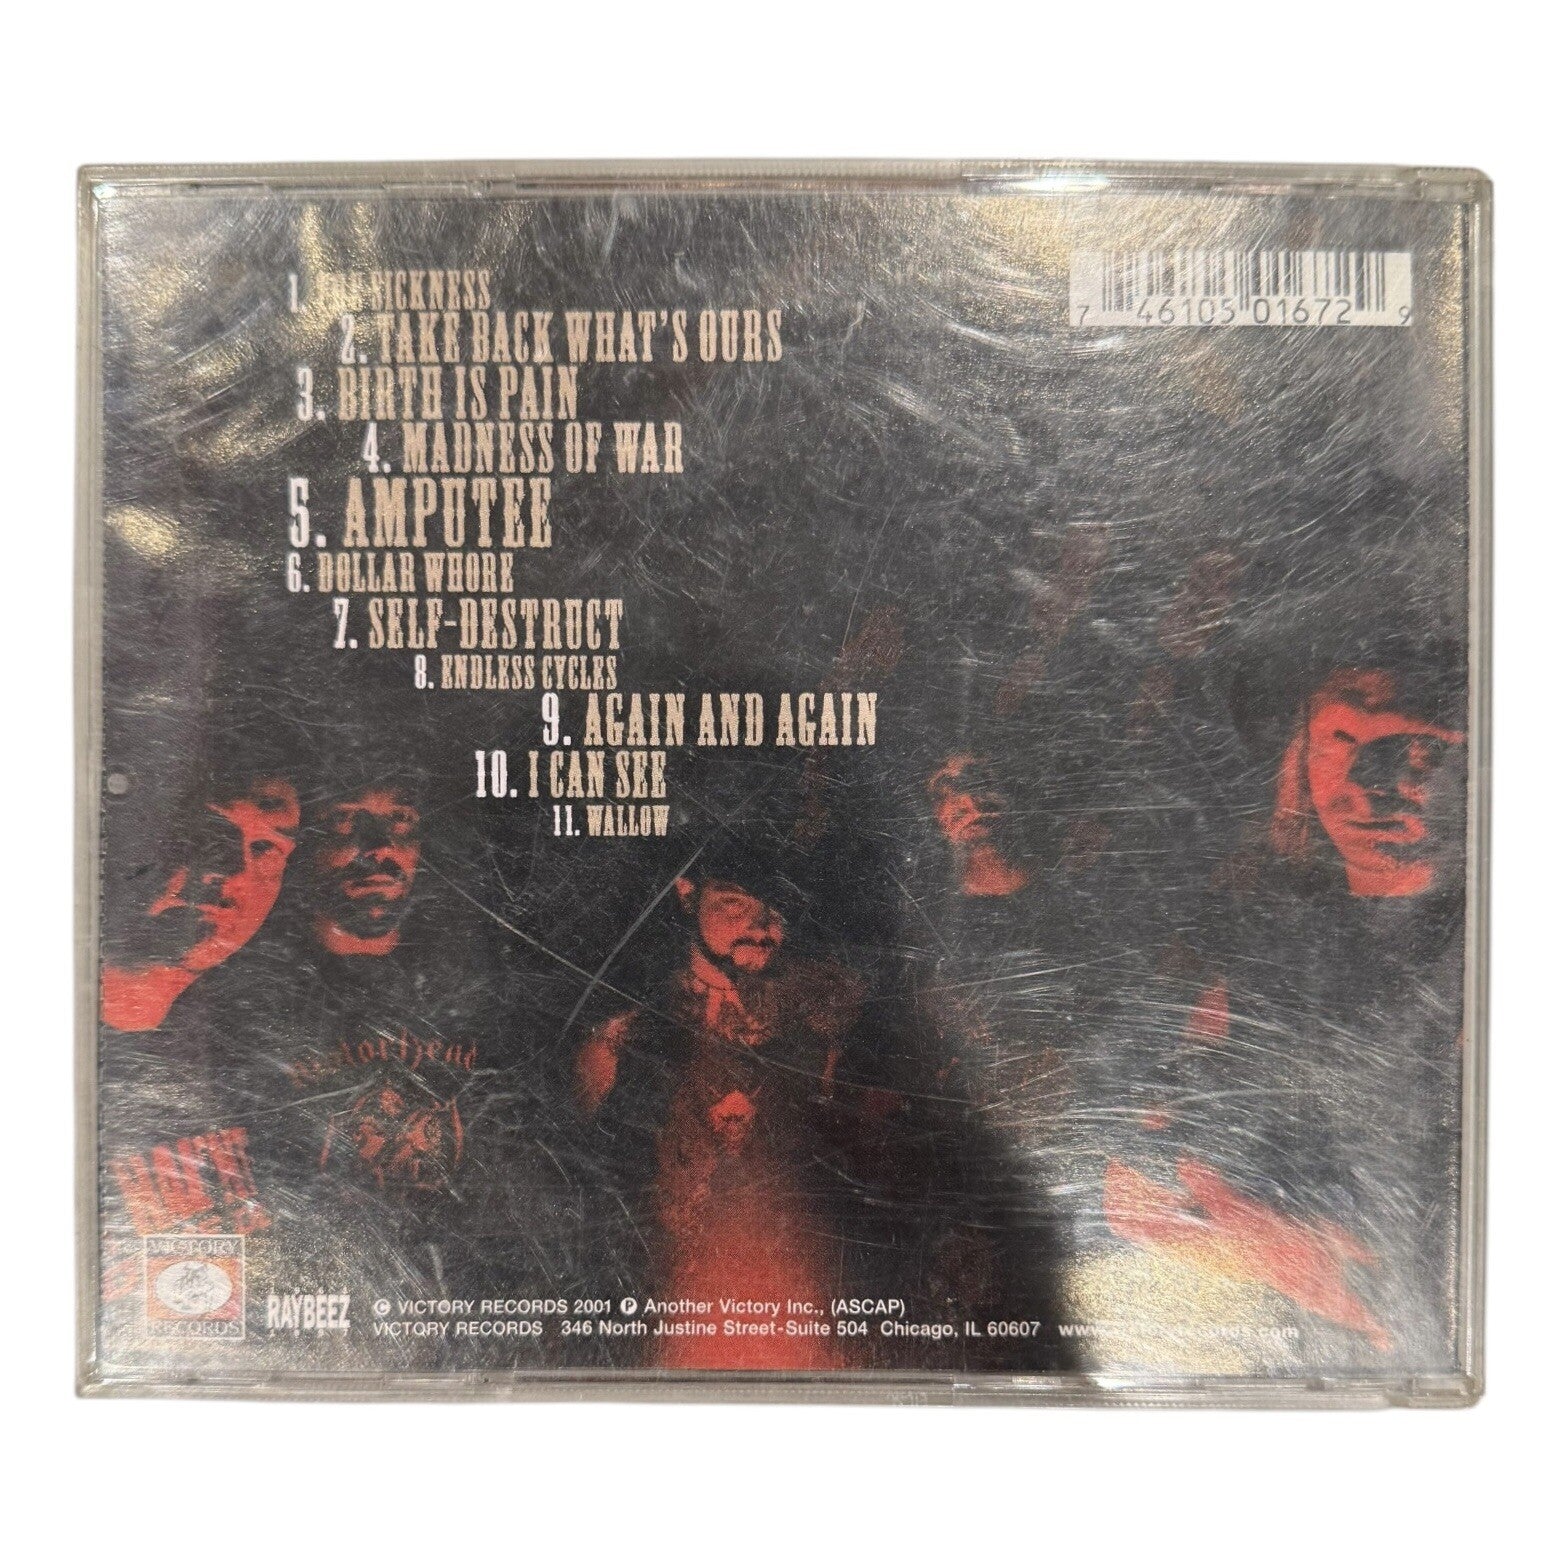 1. THE SICKNESS
2. TAKE BACK WHAT'S OURS
3. BIRTH IS PAIN
4. MADNESS OF WAR
5. AMPUTEE
6. DOLLAR WHORE
7. SELF-DESTRUCT
8. ENDLESS CYCLES
9. AGAIN AND AGAIN
10. I CAN SEE
11. WALLOW
7 46105 01672 9
Motorhead
VICTORY
RECORDS
RAYBEEZ
© VICTORY RECORDS 2001 ℗ Another Victory Inc., (ASCAP)
VICTORY RECORDS 346 North Justine Street-Suite 504 Chicago, IL 60607